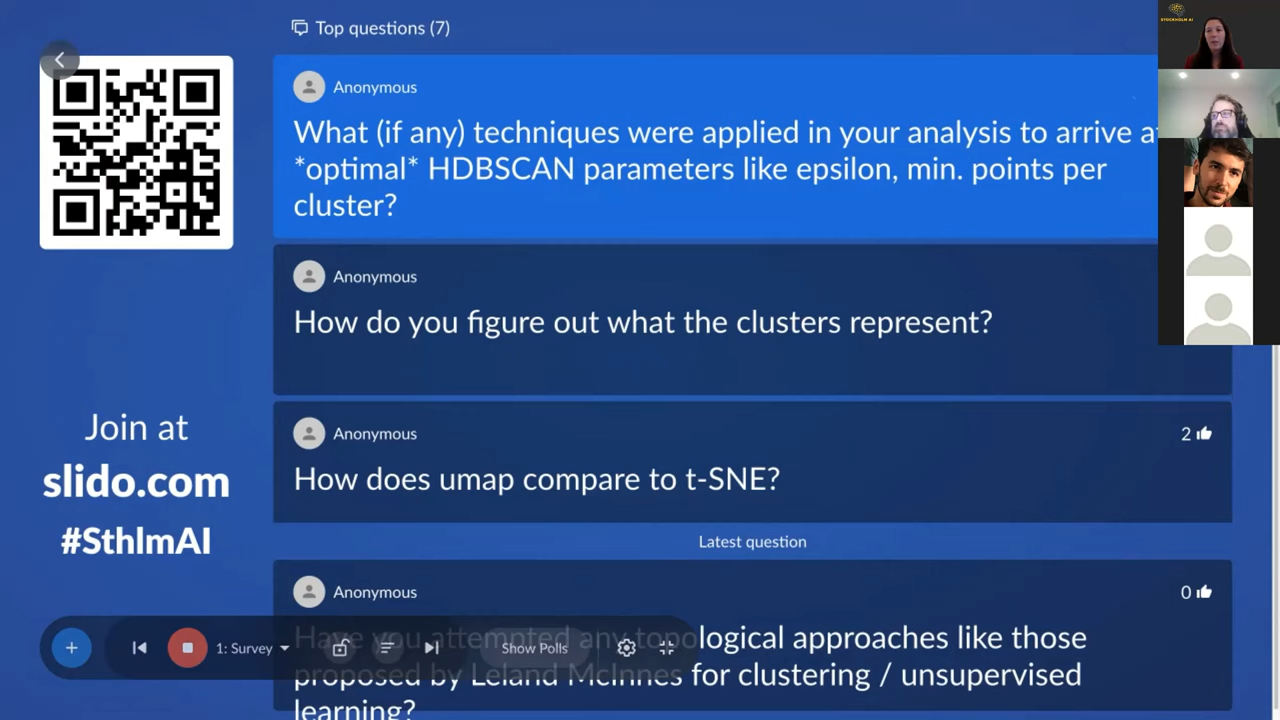 Top questions (7)
STOCKHOLM AI
Anonymous
What (if any) techniques were applied in your analysis to arrive a
*optimal* HDBSCAN parameters like epsilon, min. points per
cluster?
Anonymous
How do you figure out what the clusters represent?
Anonymous
2
How does umap compare to t-SNE?
Join at
slido.com
#SthlmAI
Latest question
Anonymous
0
Have you attempted any topological approaches like those
proposed by Leland McInnes for clustering / unsupervised
learning?
1: Survey
Show Polls